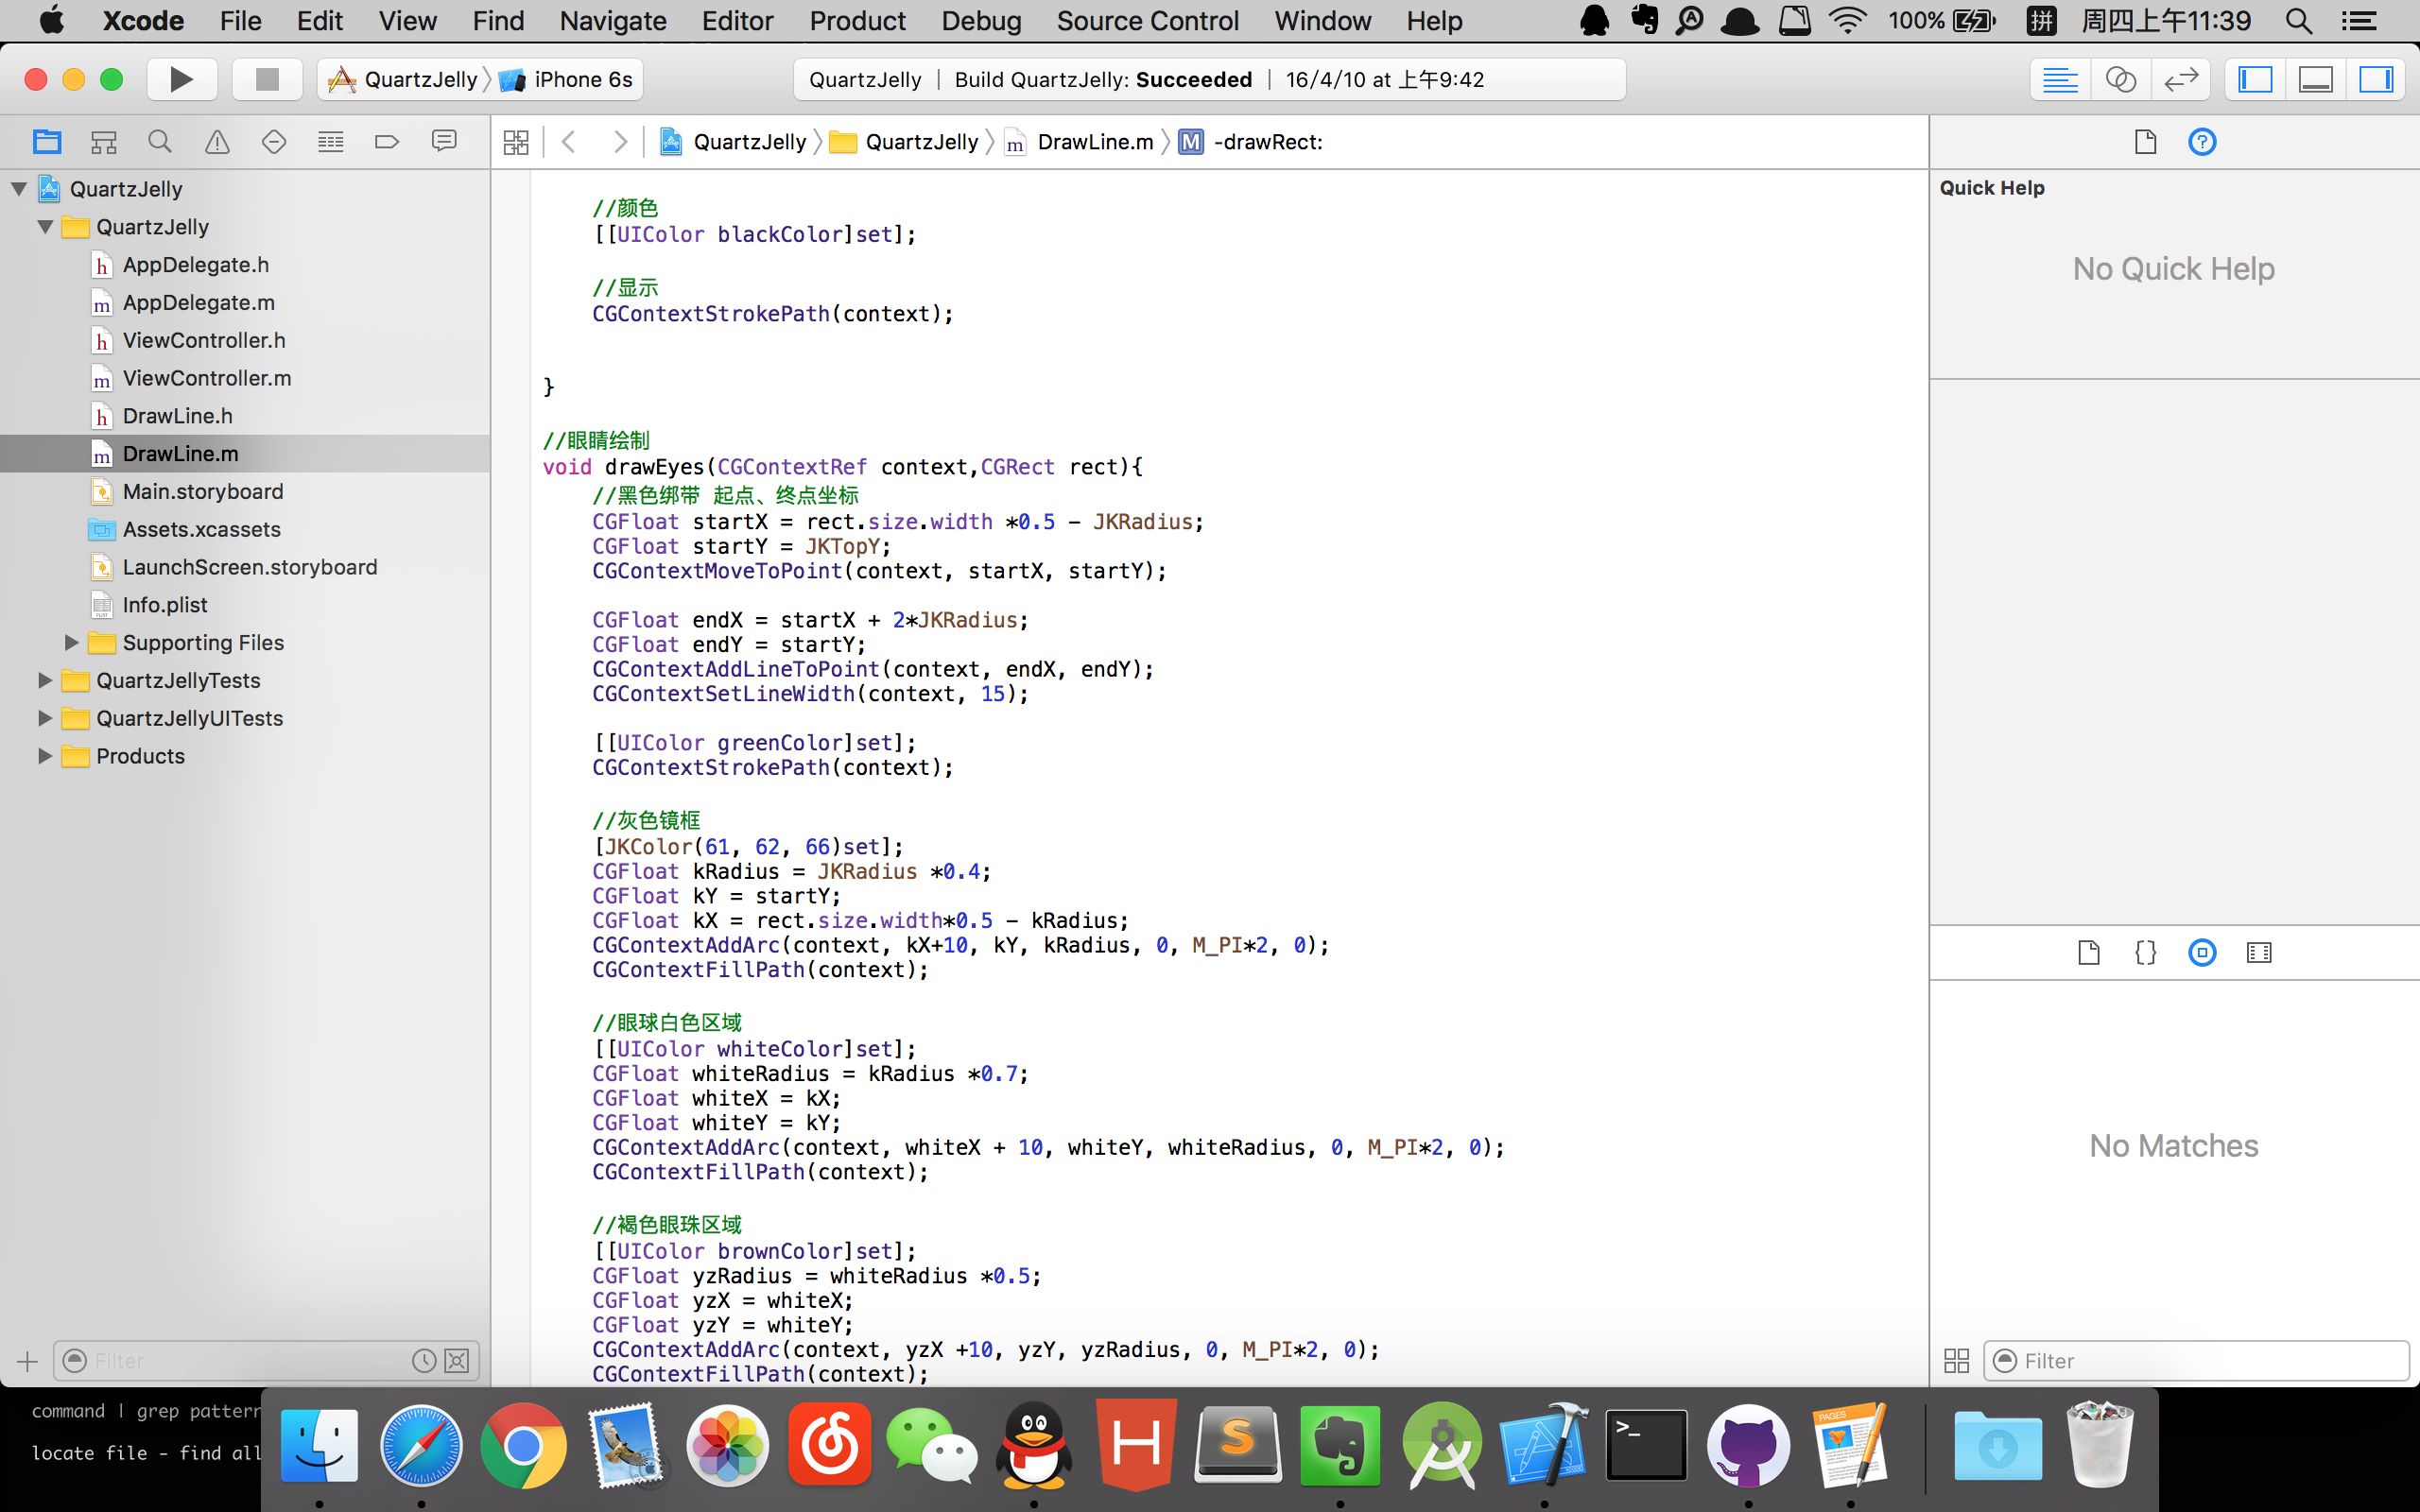 Xcode File Edit View Find Navigate Editor Product Debug Source Control Window Help 100% 拼 周四上午11:39
QuartzJelly iPhone 6s QuartzJelly | Build QuartzJelly: Succeeded | 16/4/10 at 上午9:42
QuartzJelly QuartzJelly m DrawLine.m M -drawRect:
QuartzJelly
QuartzJelly
h AppDelegate.h
m AppDelegate.m
h ViewController.h
m ViewController.m
h DrawLine.h
m DrawLine.m
Main.storyboard
Assets.xcassets
LaunchScreen.storyboard
Info.plist
Supporting Files
QuartzJellyTests
QuartzJellyUITests
Products
Filter
//颜色
[[UIColor blackColor]set];
//显示
CGContextStrokePath(context);
}
//眼睛绘制
void drawEyes(CGContextRef context,CGRect rect){
//黑色绑带 起点、终点坐标
CGFloat startX = rect.size.width *0.5 - JKRadius;
CGFloat startY = JKTopY;
CGContextMoveToPoint(context, startX, startY);
CGFloat endX = startX + 2*JKRadius;
CGFloat endY = startY;
CGContextAddLineToPoint(context, endX, endY);
CGContextSetLineWidth(context, 15);
[[UIColor greenColor]set];
CGContextStrokePath(context);
//灰色镜框
[JKColor(61, 62, 66)set];
CGFloat kRadius = JKRadius *0.4;
CGFloat kY = startY;
CGFloat kX = rect.size.width*0.5 - kRadius;
CGContextAddArc(context, kX+10, kY, kRadius, 0, M_PI*2, 0);
CGContextFillPath(context);
//眼球白色区域
[[UIColor whiteColor]set];
CGFloat whiteRadius = kRadius *0.7;
CGFloat whiteX = kX;
CGFloat whiteY = kY;
CGContextAddArc(context, whiteX + 10, whiteY, whiteRadius, 0, M_PI*2, 0);
CGContextFillPath(context);
//褐色眼珠区域
[[UIColor brownColor]set];
CGFloat yzRadius = whiteRadius *0.5;
CGFloat yzX = whiteX;
CGFloat yzY = whiteY;
CGContextAddArc(context, yzX +10, yzY, yzRadius, 0, M_PI*2, 0);
CGContextFillPath(context);
Quick Help
No Quick Help
{}
No Matches
Filter
command | grep pattern
locate file - find all
H
S
>_
PAGES